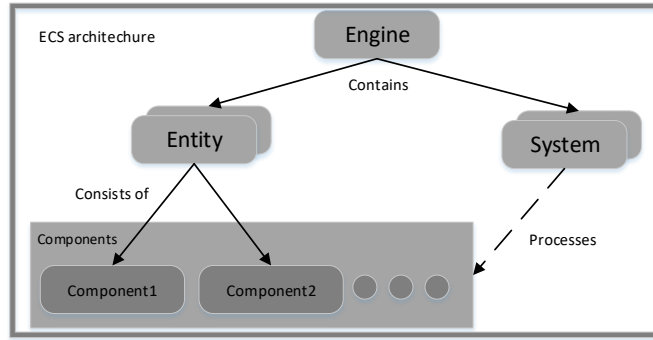 ECS architechure
Engine
Contains
Entity
System
Consists of
Processes
Components
Component1
Component2